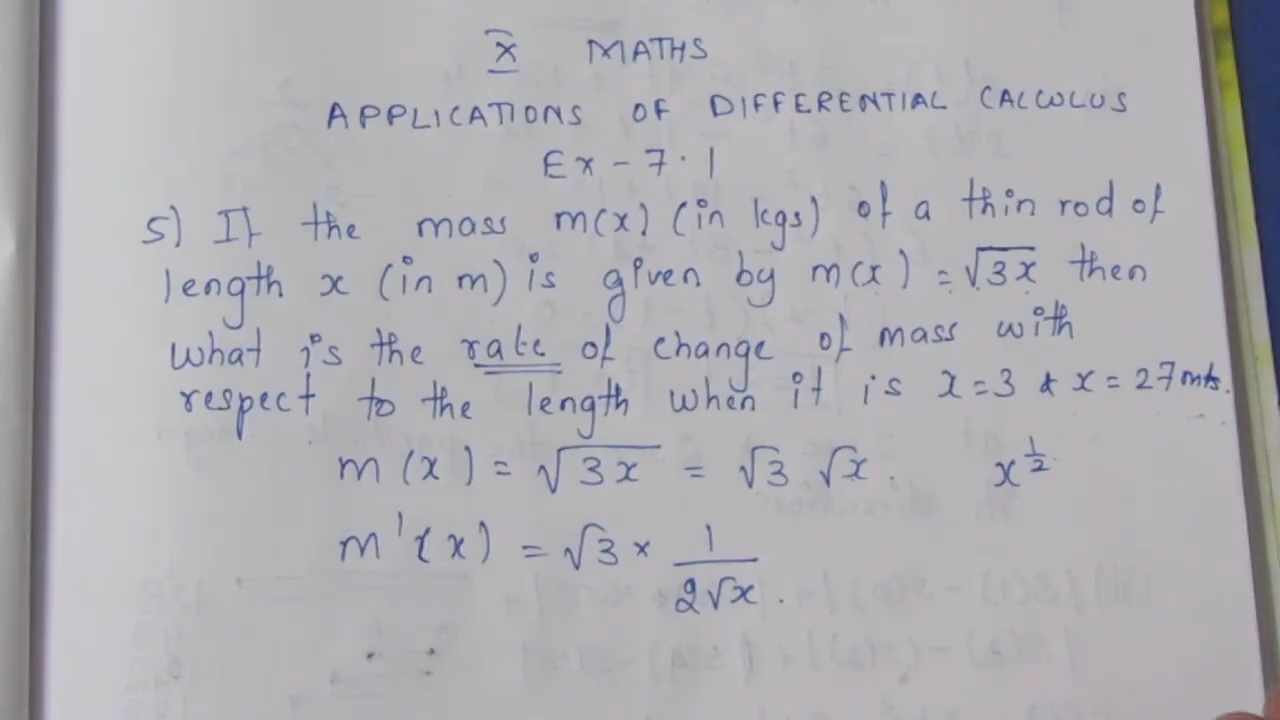 x MATHS
APPLICATIONS OF DIFFERENTIAL CALCULUS
Ex - 7.1
5) If the mass m(x) (in kgs) of a thin rod of
length x (in m) is given by m(x) = √3x then
what is the rate of change of mass with
respect to the length when it is x = 3 & x = 27 mts.
m(x) = √3x = √3 √x. x^1/2
m'(x) = √3 × 1/2√x.